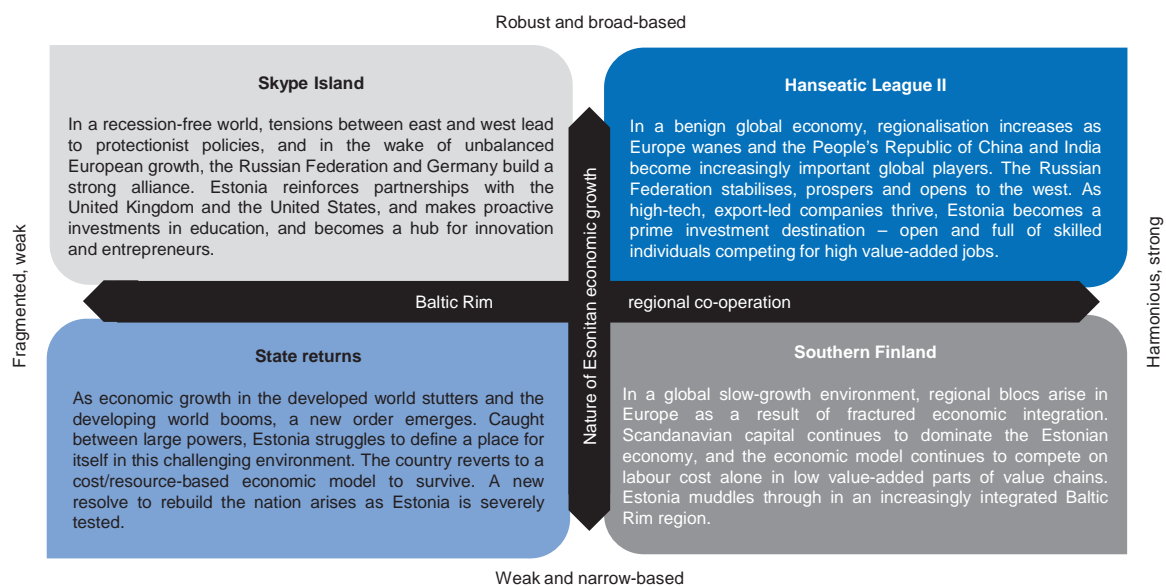 Robust and broad-based
Skype Island
In a recession-free world, tensions between east and west lead
to protectionist policies, and in the wake of unbalanced
European growth, the Russian Federation and Germany build a
strong alliance. Estonia reinforces partnerships with the
United Kingdom and the United States, and makes proactive
investments in education, and becomes a hub for innovation
and entrepreneurs.
Hanseatic League II
In a benign global economy, regionalisation increases as
Europe wanes and the People's Republic of China and India
become increasingly important global players. The Russian
Federation stabilises, prospers and opens to the west. As
high-tech, export-led companies thrive, Estonia becomes a
prime investment destination – open and full of skilled
individuals competing for high value-added jobs.
Fragmented, weak
Baltic Rim
Nature of Esonitan economic growth
regional co-operation
Harmonious, strong
State returns
As economic growth in the developed world stutters and the
developing world booms, a new order emerges. Caught
between large powers, Estonia struggles to define a place for
itself in this challenging environment. The country reverts to a
cost/resource-based economic model to survive. A new
resolve to rebuild the nation arises as Estonia is severely
tested.
Southern Finland
In a global slow-growth environment, regional blocs arise in
Europe as a result of fractured economic integration.
Scandanavian capital continues to dominate the Estonian
economy, and the economic model continues to compete on
labour cost alone in low value-added parts of value chains.
Estonia muddles through in an increasingly integrated Baltic
Rim region.
Weak and narrow-based